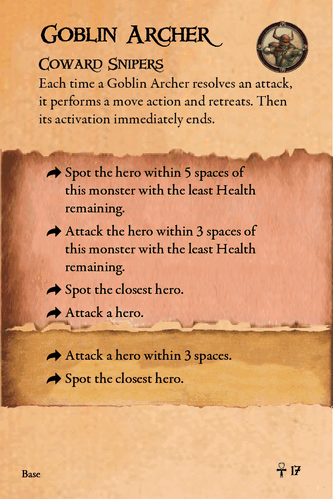 Goblin Archer
Coward Snipers
Each time a Goblin Archer resolves an attack,
it performs a move action and retreats. Then
its activation immediately ends.
Spot the hero within 5 spaces of
this monster with the least Health
remaining.
Attack the hero within 3 spaces of
this monster with the least Health
remaining.
Spot the closest hero.
Attack a hero.
Attack a hero within 3 spaces.
Spot the closest hero.
Base
17